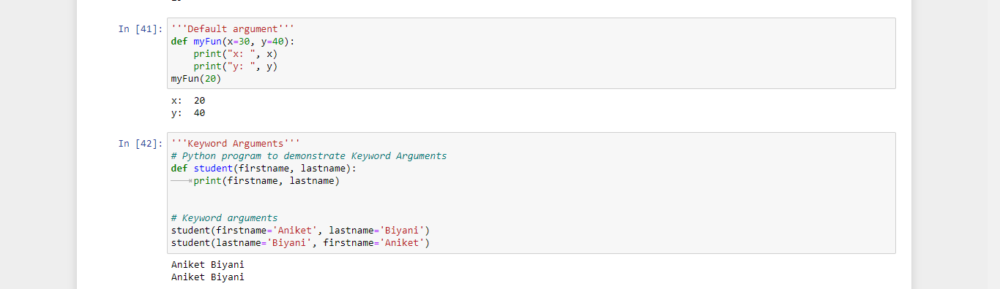 In [41]: '''Default argument'''
def myFun(x=30, y=40):
    print("x: ", x)
    print("y: ", y)
myFun(20)
x:  20
y:  40
In [42]: '''Keyword Arguments'''
# Python program to demonstrate Keyword Arguments
def student(firstname, lastname):
    print(firstname, lastname)
# Keyword arguments
student(firstname='Aniket', lastname='Biyani')
student(lastname='Biyani', firstname='Aniket')
Aniket Biyani
Aniket Biyani